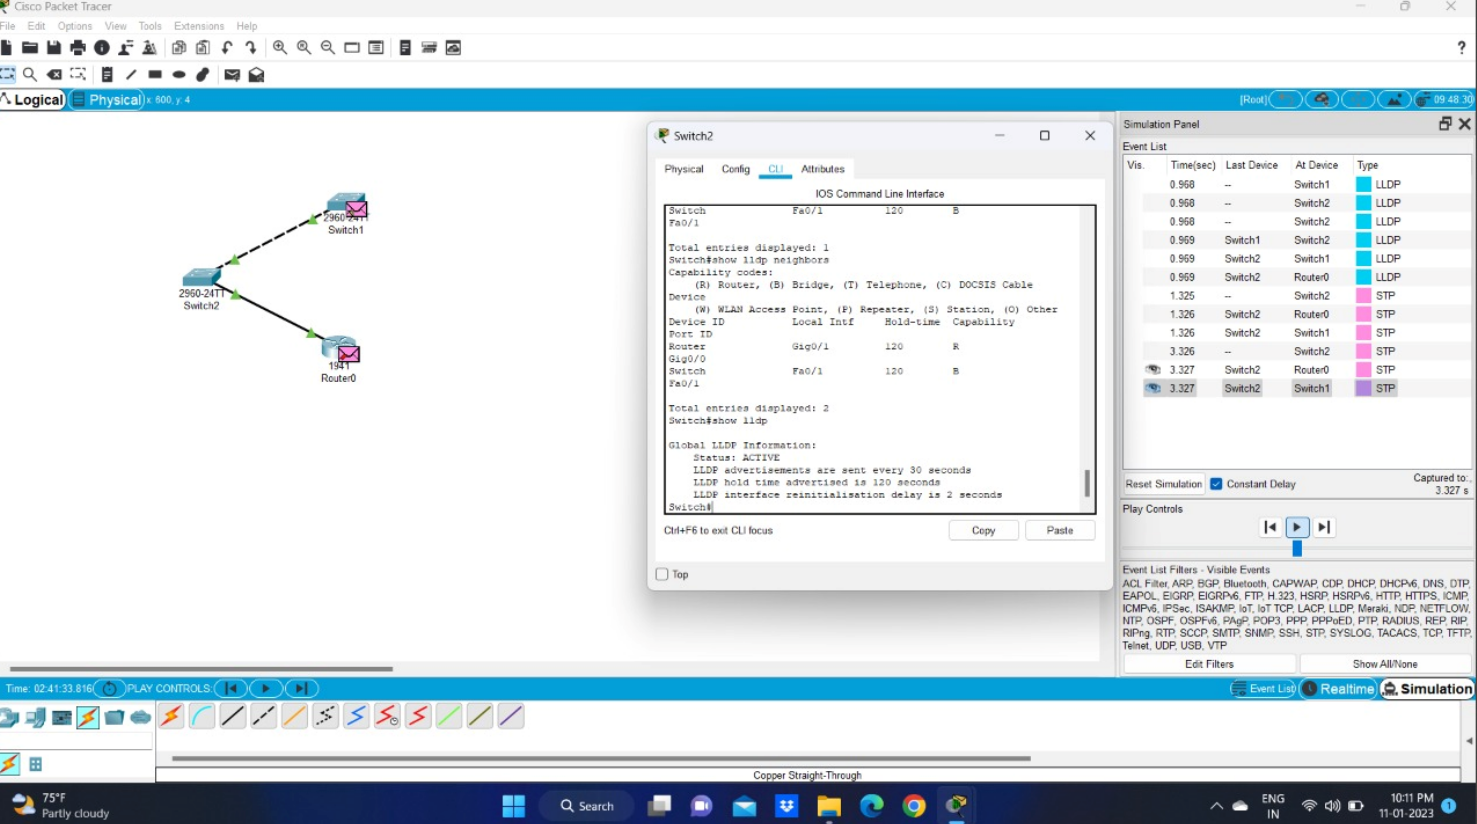 Cisco Packet Tracer
File Edit Options View Tools Extensions Help
?
Logical Physical x: 600, y: 4 [Root] 09:48:30
2960-24TT
Switch1
2960-24TT
Switch2
1941
Router0
Switch2
Physical Config CLI Attributes
IOS Command Line Interface
Switch Fa0/1 120 B
Fa0/1
Total entries displayed: 1
Switch#show lldp neighbors
Capability codes:
(R) Router, (B) Bridge, (T) Telephone, (C) DOCSIS Cable
Device
(W) WLAN Access Point, (P) Repeater, (S) Station, (O) Other
Device ID Local Intf Hold-time Capability
Port ID
Router Gig0/1 120 R
Gig0/0
Switch Fa0/1 120 B
Fa0/1
Total entries displayed: 2
Switch#show lldp
Global LLDP Information:
Status: ACTIVE
LLDP advertisements are sent every 30 seconds
LLDP hold time advertised is 120 seconds
LLDP interface reinitialisation delay is 2 seconds
Switch#
Ctrl+F6 to exit CLI focus
Copy Paste
Top
Simulation Panel
Event List
Vis. Time(sec) Last Device At Device Type
0.968 -- Switch1 LLDP
0.968 -- Switch2 LLDP
0.968 -- Switch2 LLDP
0.969 Switch1 Switch2 LLDP
0.969 Switch2 Switch1 LLDP
0.969 Switch2 Router0 LLDP
1.325 -- Switch2 STP
1.326 Switch2 Router0 STP
1.326 Switch2 Switch1 STP
3.326 -- Switch2 STP
3.327 Switch2 Router0 STP
3.327 Switch2 Switch1 STP
Reset Simulation Constant Delay Captured to:
3.327 s
Play Controls
Event List Filters - Visible Events
ACL Filter, ARP, BGP, Bluetooth, CAPWAP, CDP, DHCP, DHCPv6, DNS, DTP,
EAPOL, EIGRP, EIGRPv6, FTP, H.323, HSRP, HSRPv6, HTTP, HTTPS, ICMP,
ICMPv6, IPSec, ISAKMP, IoT, IoT TCP, LACP, LLDP, Meraki, NDP, NETFLOW,
NTP, OSPF, OSPFv6, PAgP, POP3, PPP, PPPoED, PTP, RADIUS, REP, RIP,
RIPng, RTP, SCCP, SMTP, SNMP, SSH, STP, SYSLOG, TACACS, TCP, TFTP,
Telnet, UDP, USB, VTP
Edit Filters Show All/None
Time: 02:41:33.816 PLAY CONTROLS: Event List Realtime Simulation
Copper Straight-Through
75°F
Partly cloudy
Search
ENG
IN
10:11 PM
11-01-2023
1